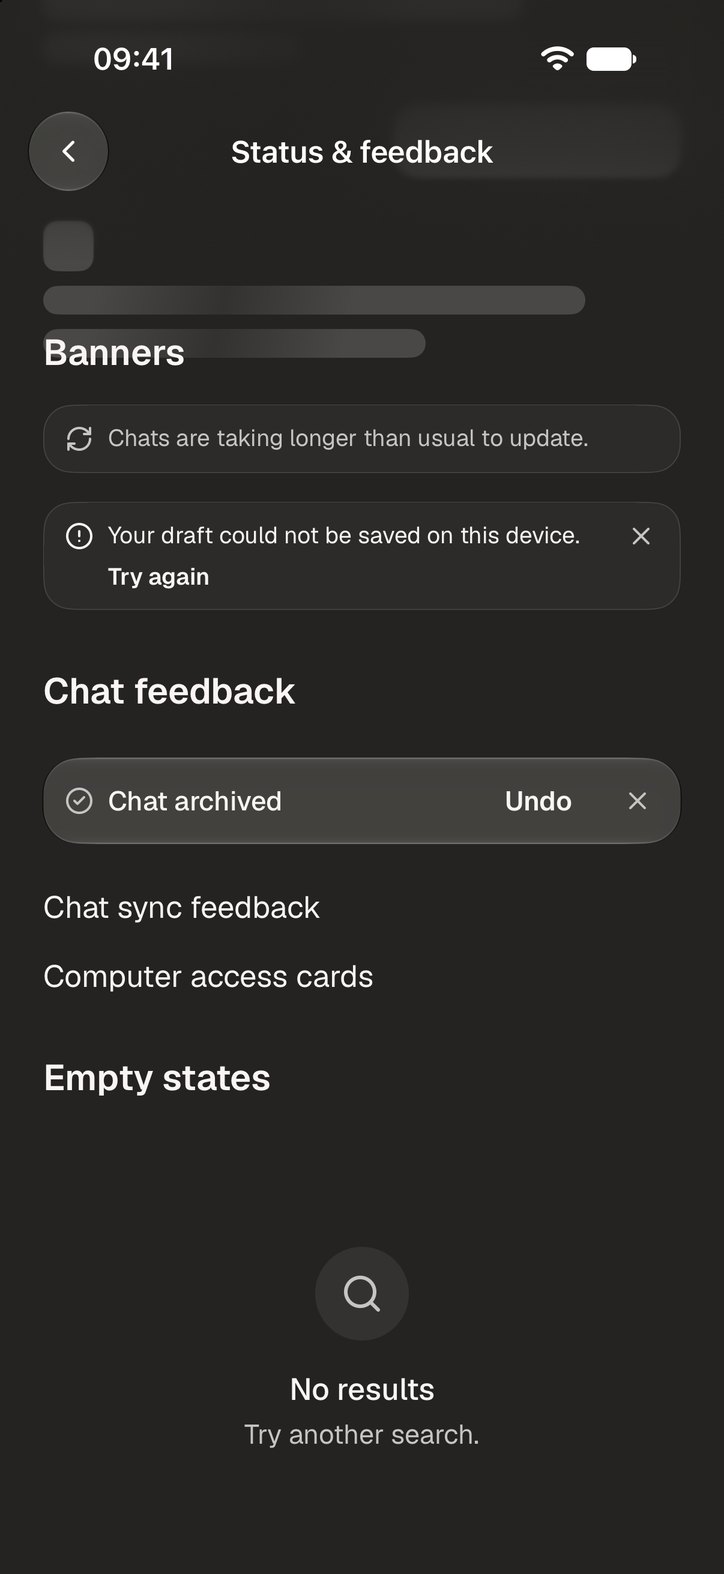 09:41
Status & feedback
Banners
Chats are taking longer than usual to update.
Your draft could not be saved on this device.
Try again
Chat feedback
Chat archived Undo
Chat sync feedback
Computer access cards
Empty states
No results
Try another search.